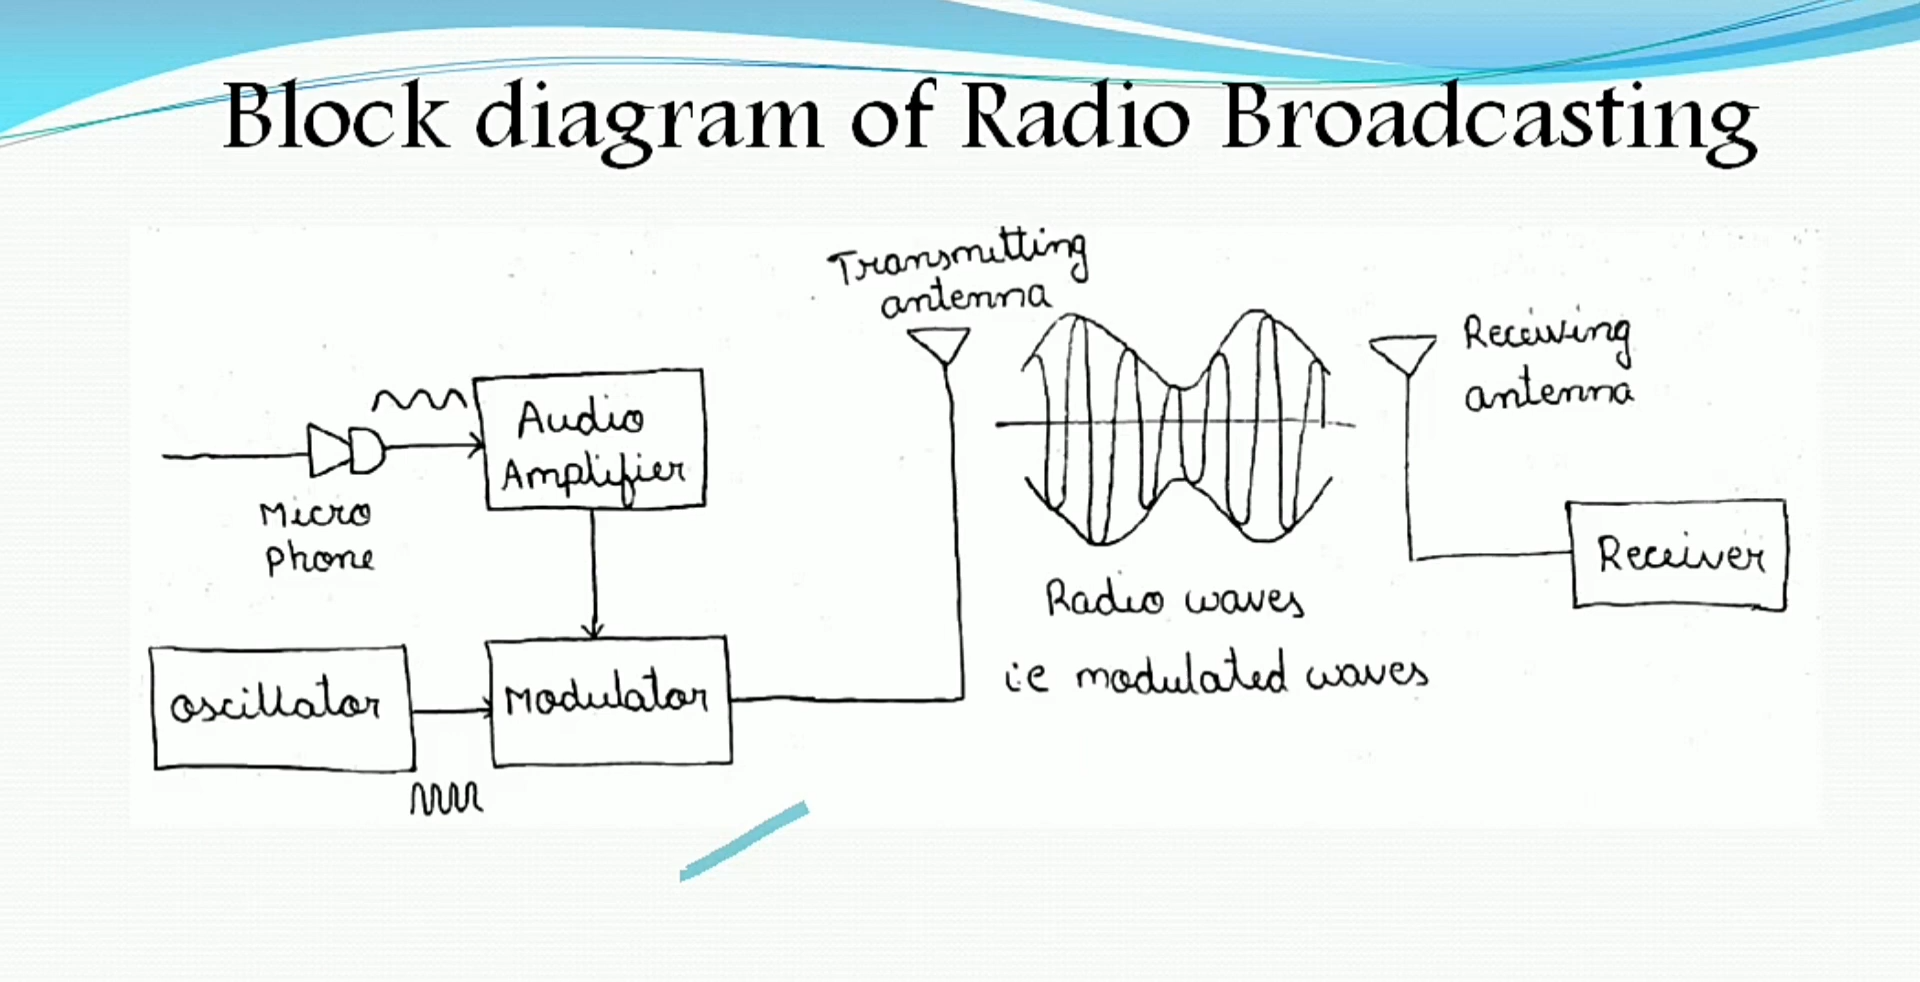 Block diagram of Radio Broadcasting
Transmitting
antenna
Receiving
antenna
Audio
Amplifier
Micro
Phone
Receiver
Radio waves
i.e modulated waves
oscillator
Modulator